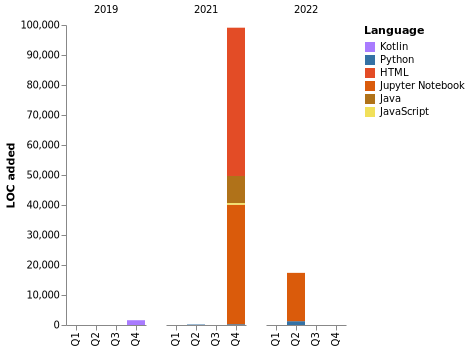 2019 2021 2022
LOC added
100,000
90,000
80,000
70,000
60,000
50,000
40,000
30,000
20,000
10,000
0
Q1 Q2 Q3 Q4 Q1 Q2 Q3 Q4 Q1 Q2 Q3 Q4
Language
Kotlin
Python
HTML
Jupyter Notebook
Java
JavaScript